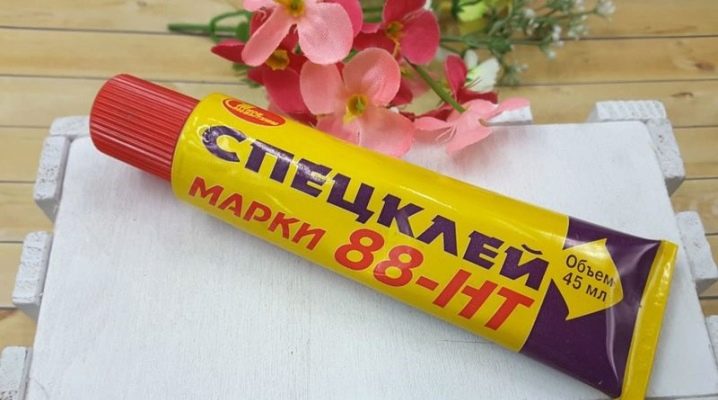 СПЕЦКЛЕЙ
МАРКИ 88-НТ
Объем
45 мл